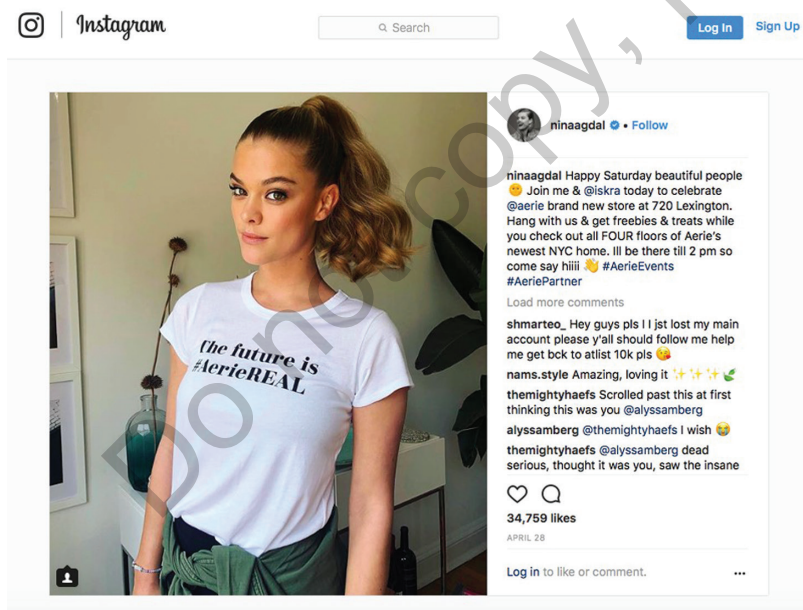 Instagram
Search
Log In
Sign Up
ninaagdal • Follow
ninaagdal Happy Saturday beautiful people
😊 Join me & @iskra today to celebrate
@aerie brand new store at 720 Lexington.
Hang with us & get freebies & treats while
you check out all FOUR floors of Aerie's
newest NYC home. Ill be there till 2 pm so
come say hiiii 👋 #AerieEvents
#AeriePartner
Load more comments
shmarteo_ Hey guys pls I I jst lost my main
account please y'all should follow me help
me get bck to atlist 10k pls 😘
nams.style Amazing, loving it ✨✨✨🌿
themightyhaefs Scrolled past this at first
thinking this was you @alyssamberg
alyssamberg @themightyhaefs I wish 😭
themightyhaefs @alyssamberg dead
serious, thought it was you, saw the insane
34,759 likes
APRIL 28
Log in to like or comment.
The future is
#AerieREAL
Do not copy,